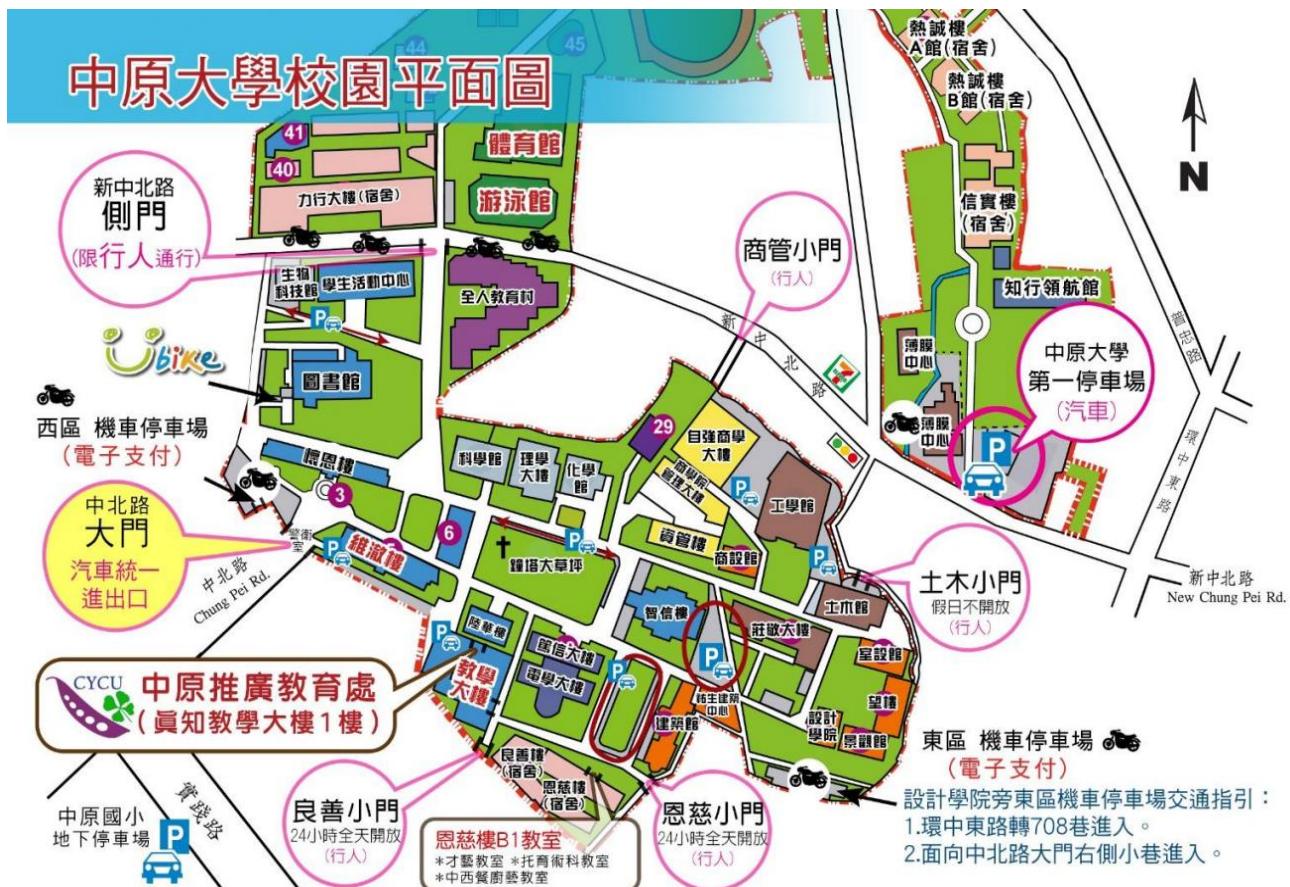 中原大學校園平面圖
44
45
熱誠樓
A館(宿舍)
熱誠樓
B館(宿舍)
N
41
40
體育館
游泳館
力行大樓(宿舍)
信實樓
(宿舍)
新中北路
側門
(限行人通行)
商管小門
(行人)
生物
科技館
學生活動中心
全人教育村
知行領航館
普忠路
P
新中北路
薄膜
中心
中原大學
第一停車場
(汽車)
Ubike
圖書館
7-ELEVEN
西區 機車停車場
(電子支付)
29
自強商學
大樓
薄膜
中心
P
環中東路
懷恩樓
科學館
理學
大樓
化學
館
商學院
管理大樓
P
工學館
3
6
中北路
大門
汽車統一
進出口
警衛室
P
維澈樓
鐘塔大草坪
P
資管樓
商設館
P
土木小門
假日不開放
(行人)
新中北路
New Chung Pei Rd.
中北路
Chung Pei Rd.
智信樓
土木館
莊敬大樓
P
陸華樓
P
篤信大樓
P
室設館
CYCU
中原推廣教育處
(真知教學大樓1樓)
教學
大樓
電學大樓
建築館
祐生建築
中心
望樓
設計
學院
景觀館
東區 機車停車場
(電子支付)
良善樓
(宿舍)
恩慈樓
(宿舍)
設計學院旁東區機車停車場交通指引：
1.環中東路轉708巷進入。
2.面向中北路大門右側小巷進入。
實踐路
中原國小
地下停車場
P
良善小門
24小時全天開放
(行人)
恩慈樓B1教室
*才藝教室 *托育術科教室
*中西餐廚藝教室
恩慈小門
24小時全天開放
(行人)